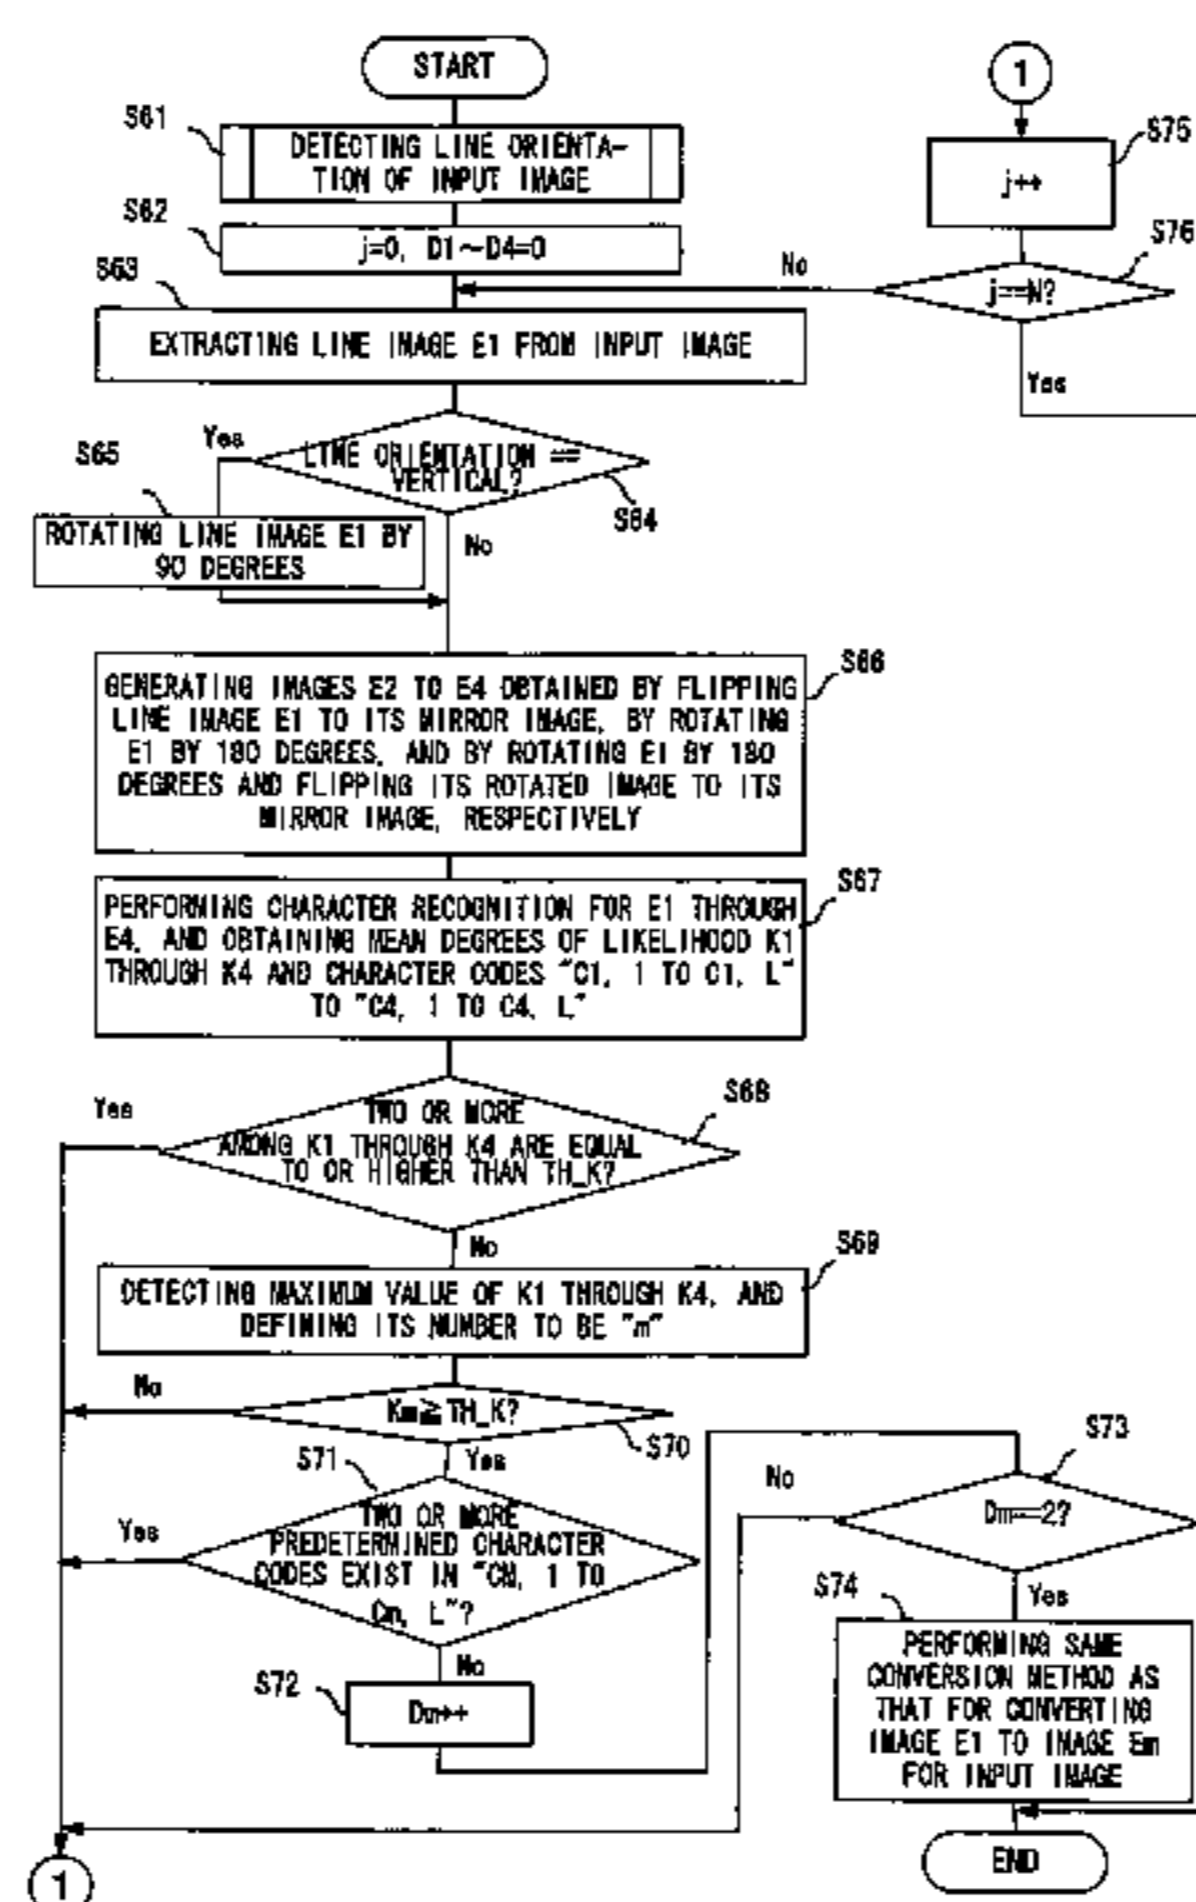 START
S61
DETECTING LINE ORIENTA-
TION OF INPUT IMAGE
S62
j=0, D1~D4=0
S63
EXTRACTING LINE IMAGE E1 FROM INPUT IMAGE
Yes
S65
LINE ORIENTATION ==
VERTICAL?
S64
ROTATING LINE IMAGE E1 BY
90 DEGREES
No
S66
GENERATING IMAGES E2 TO E4 OBTAINED BY FLIPPING
LINE IMAGE E1 TO ITS MIRROR IMAGE, BY ROTATING
E1 BY 180 DEGREES, AND BY ROTATING E1 BY 180
DEGREES AND FLIPPING ITS ROTATED IMAGE TO ITS
MIRROR IMAGE, RESPECTIVELY
S67
PERFORMING CHARACTER RECOGNITION FOR E1 THROUGH
E4, AND OBTAINING MEAN DEGREES OF LIKELIHOOD K1
THROUGH K4 AND CHARACTER CODES "C1, 1 TO C1, L"
TO "C4, 1 TO C4, L"
S68
Yes
TWO OR MORE
AMONG K1 THROUGH K4 ARE EQUAL
TO OR HIGHER THAN TH_K?
No
S69
DETECTING MAXIMUM VALUE OF K1 THROUGH K4, AND
DEFINING ITS NUMBER TO BE "m"
No
Km≧TH_K?
S70
Yes
S71
Yes
TWO OR MORE
PREDETERMINED CHARACTER
CODES EXIST IN "CM, 1 TO
Cm, L"?
No
S72
Dm++
1
1
S75
j++
S76
No
j==N?
Yes
S73
No
Dm==2?
S74
Yes
PERFORMING SAME
CONVERSION METHOD AS
THAT FOR CONVERTING
IMAGE E1 TO IMAGE Em
FOR INPUT IMAGE
END